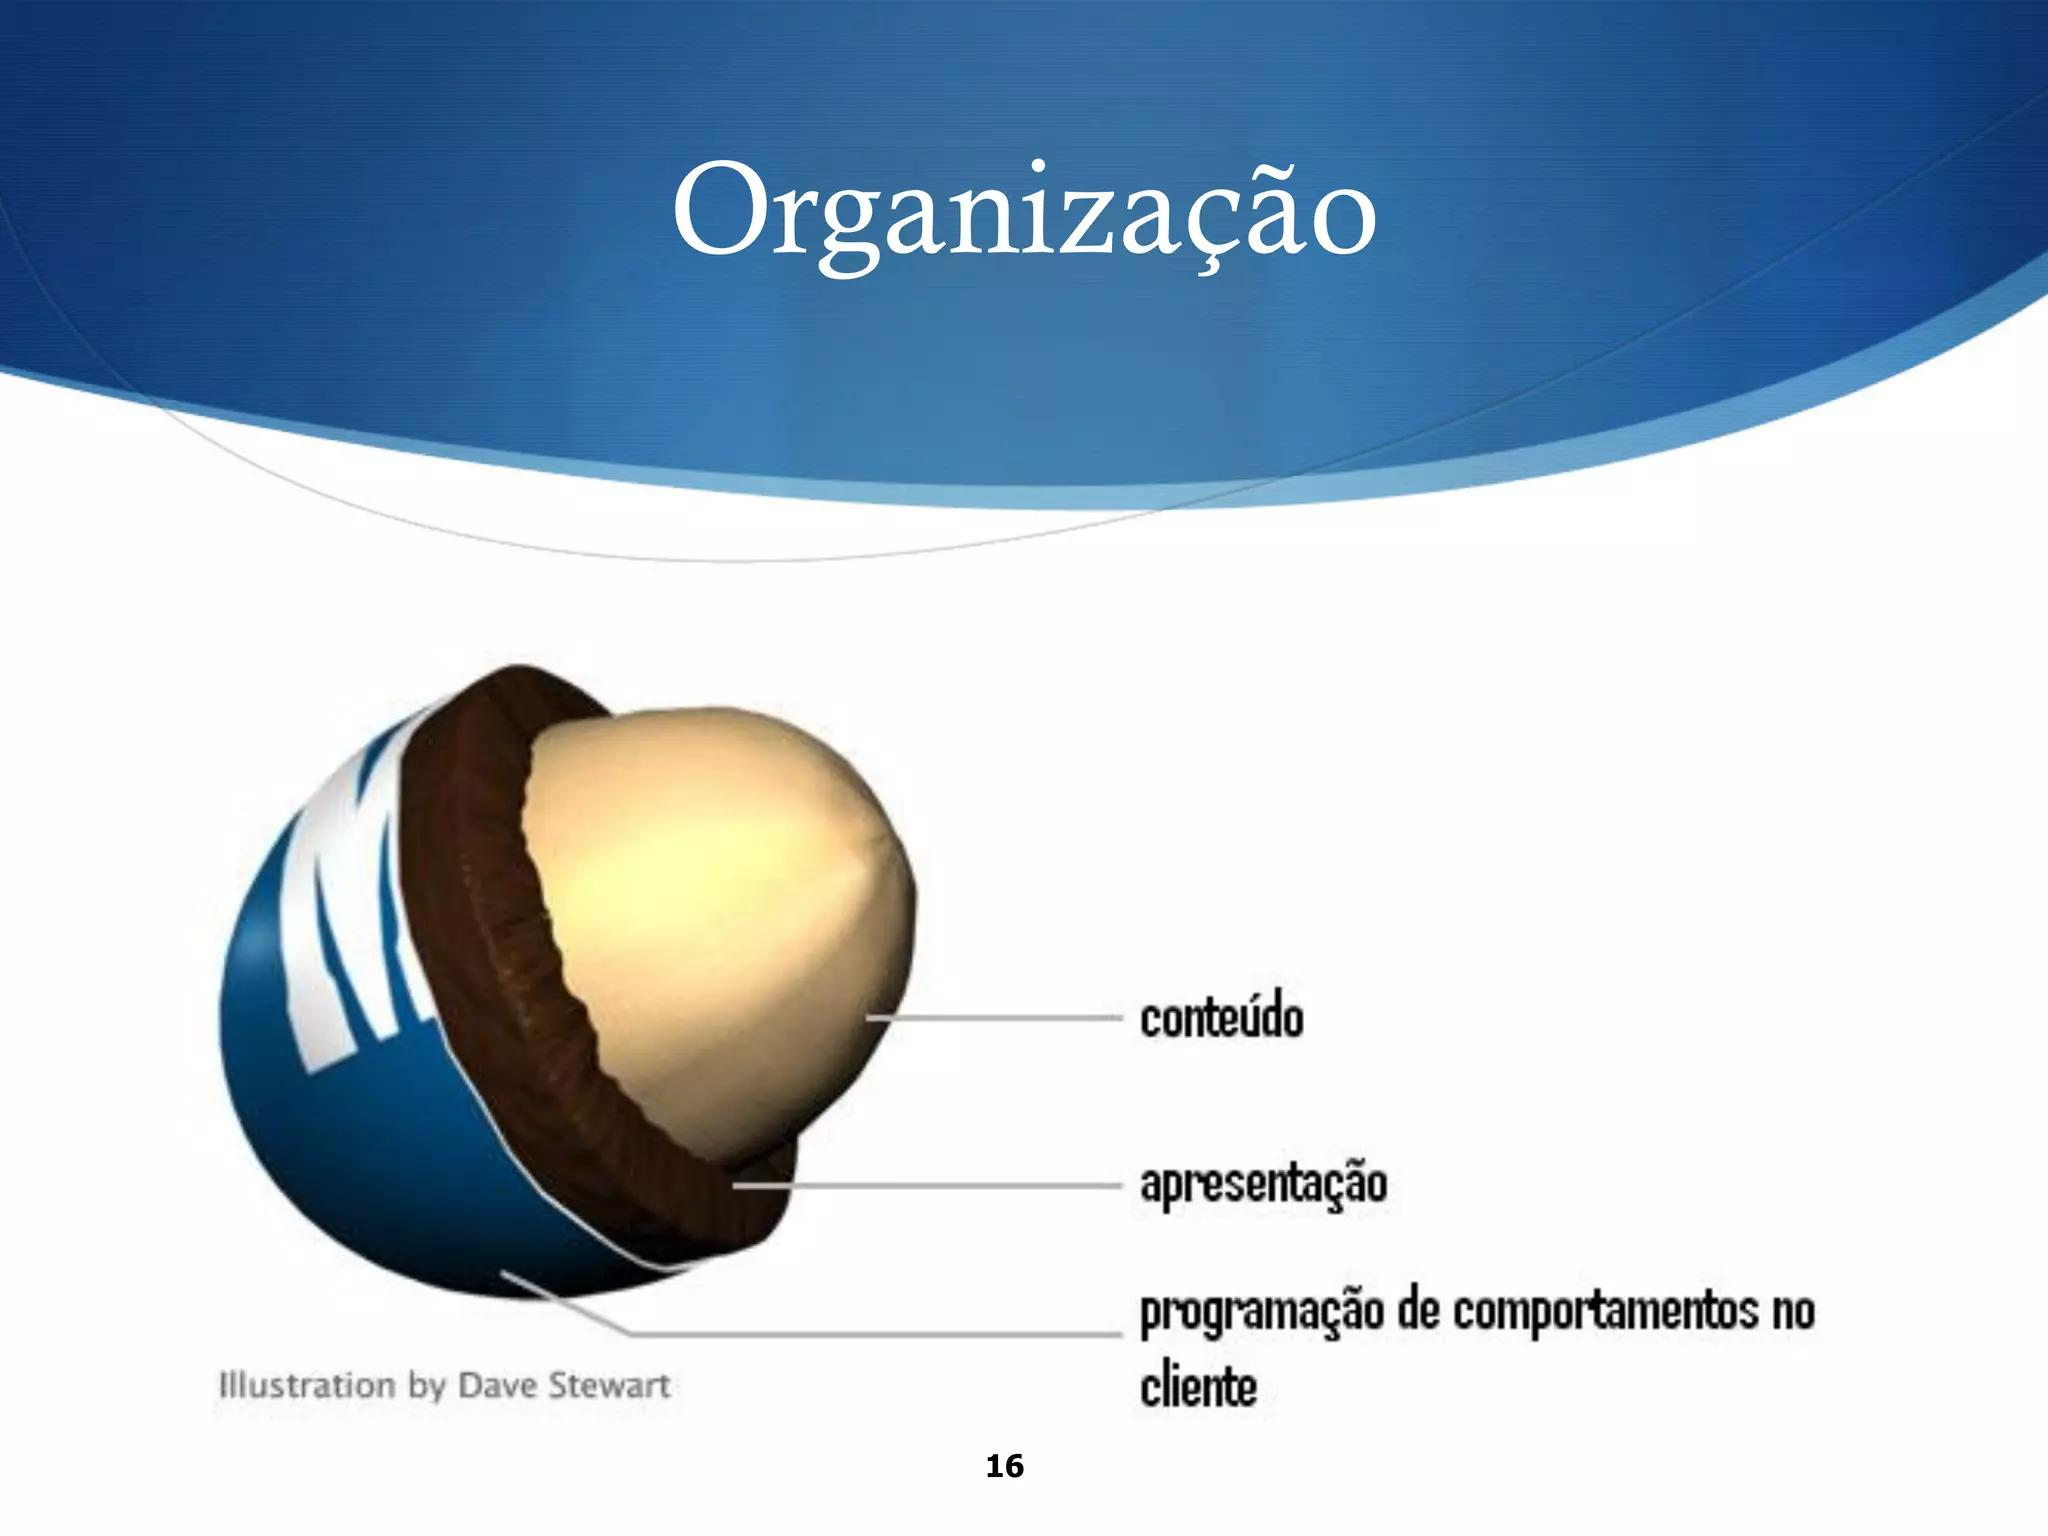 Organização
M
conteúdo
apresentação
programação de comportamentos no
cliente
Illustration by Dave Stewart
16